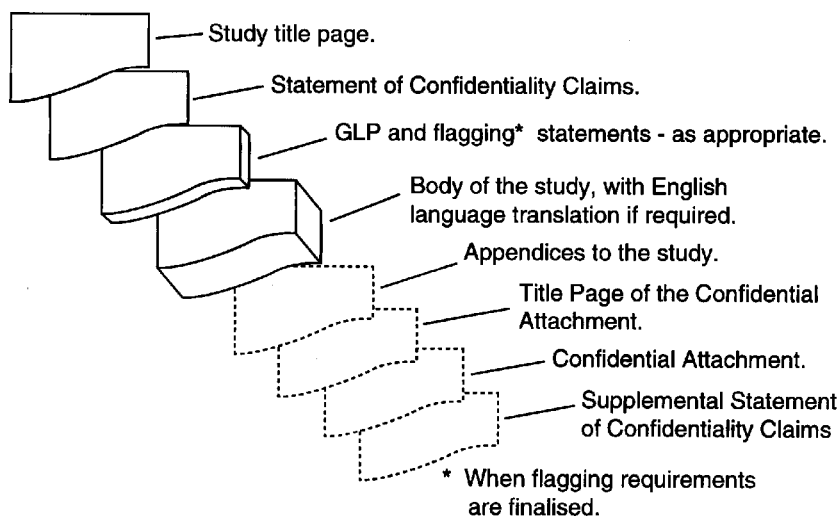 Study title page.
Statement of Confidentiality Claims.
GLP and flagging* statements - as appropriate.
Body of the study, with English
language translation if required.
Appendices to the study.
Title Page of the Confidential
Attachment.
Confidential Attachment.
Supplemental Statement
of Confidentiality Claims
* When flagging requirements
are finalised.